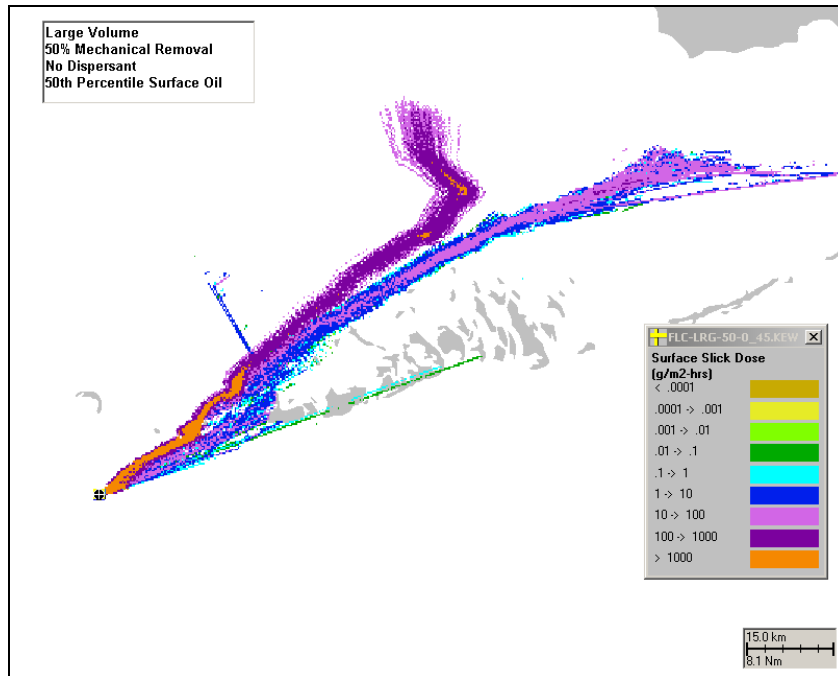 Large Volume
50% Mechanical Removal
No Dispersant
50th Percentile Surface Oil
FLC-LRG-50-0_45.KEW
Surface Slick Dose
(g/m2-hrs)
< .0001
.0001 -> .001
.001 -> .01
.01 -> .1
.1 -> 1
1 -> 10
10 -> 100
100 -> 1000
> 1000
15.0 km
8.1 Nm